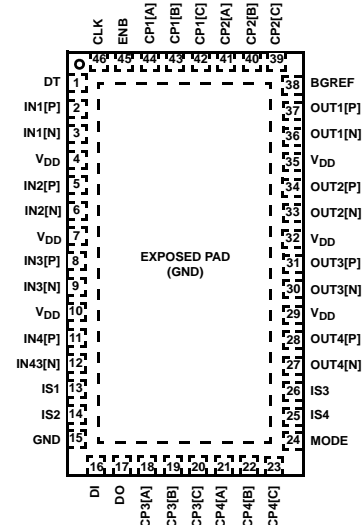 CLK ENB CP1[A] CP1[B] CP1[C] CP2[A] CP2[B] CP2[C]
46 45 44 43 42 41 40 39
DT 1 38 BGREF
IN1[P] 2 37 OUT1[P]
IN1[N] 3 36 OUT1[N]
VDD 4 35 VDD
IN2[P] 5 34 OUT2[P]
IN2[N] 6 33 OUT2[N]
VDD 7 32 VDD
IN3[P] 8 31 OUT3[P]
IN3[N] 9 30 OUT3[N]
VDD 10 29 VDD
IN4[P] 11 28 OUT4[P]
IN43[N] 12 27 OUT4[N]
IS1 13 26 IS3
IS2 14 25 IS4
GND 15 24 MODE
EXPOSED PAD
(GND)
16 17 18 19 20 21 22 23
DI DO CP3[A] CP3[B] CP3[C] CP4[A] CP4[B] CP4[C]